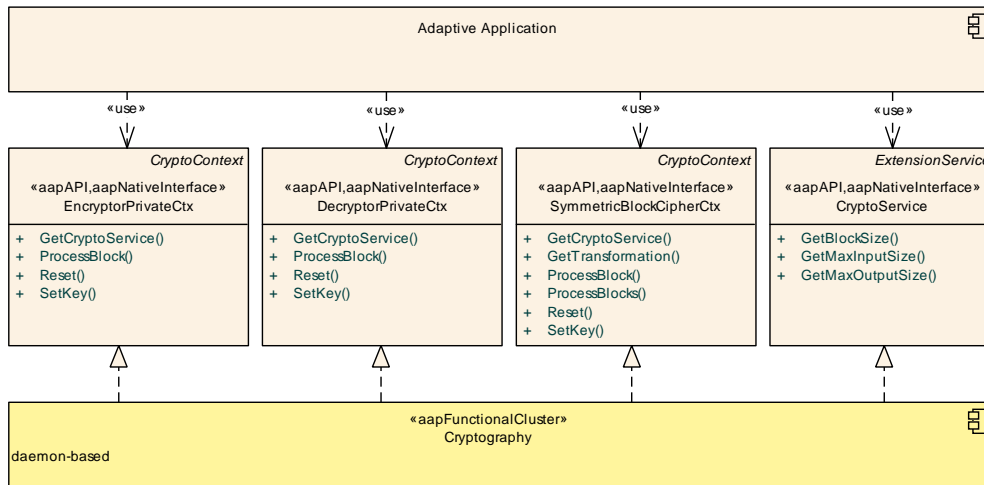 Adaptive Application
«use» «use» «use» «use»
CryptoContext
«aapAPI,aapNativeInterface»
EncryptorPrivateCtx
+ GetCryptoService()
+ ProcessBlock()
+ Reset()
+ SetKey()
CryptoContext
«aapAPI,aapNativeInterface»
DecryptorPrivateCtx
+ GetCryptoService()
+ ProcessBlock()
+ Reset()
+ SetKey()
CryptoContext
«aapAPI,aapNativeInterface»
SymmetricBlockCipherCtx
+ GetCryptoService()
+ GetTransformation()
+ ProcessBlock()
+ ProcessBlocks()
+ Reset()
+ SetKey()
ExtensionService
«aapAPI,aapNativeInterface»
CryptoService
+ GetBlockSize()
+ GetMaxInputSize()
+ GetMaxOutputSize()
«aapFunctionalCluster»
Cryptography
daemon-based